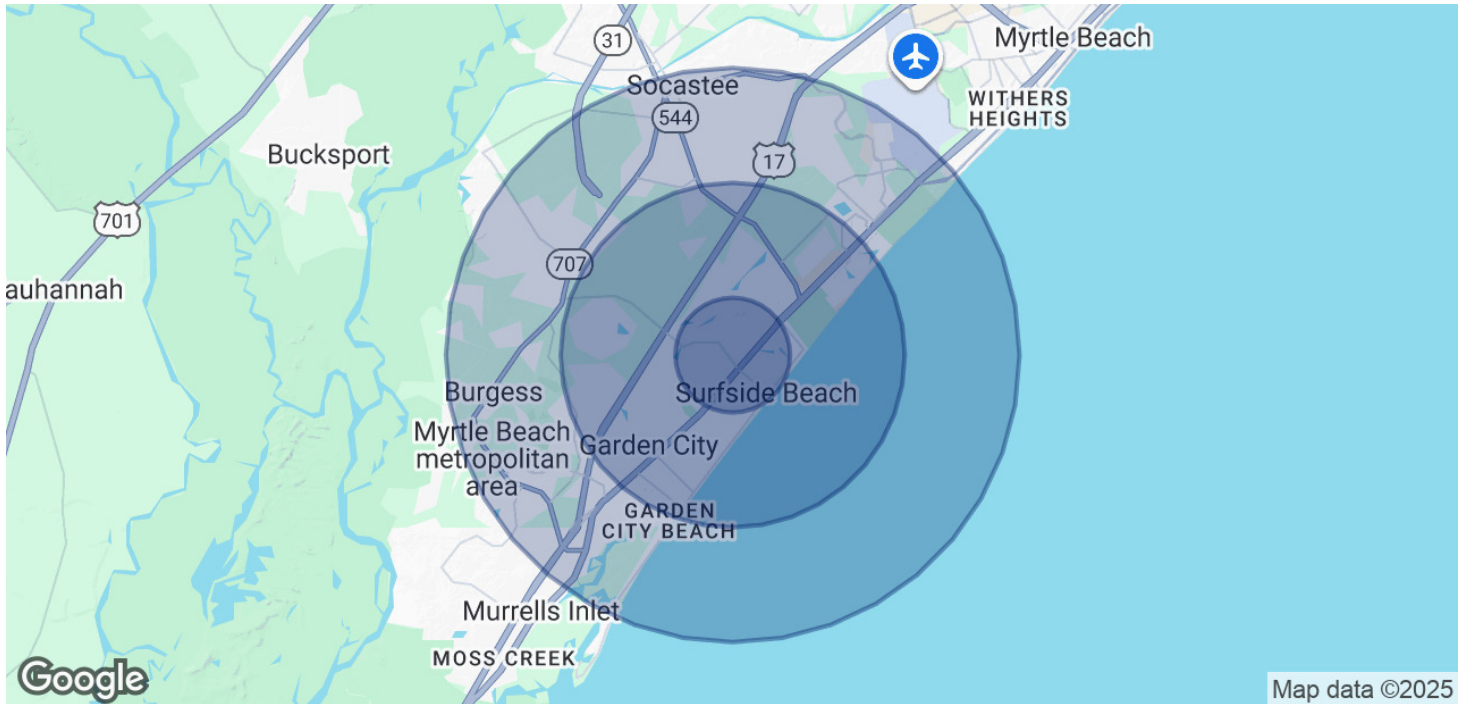 31
Myrtle Beach
Socastee
WITHERS
HEIGHTS
544
Bucksport
17
701
707
auhannah
Burgess
Surfside Beach
Myrtle Beach
metropolitan
area
Garden City
GARDEN
CITY BEACH
Murrells Inlet
MOSS CREEK
Google
Map data ©2025